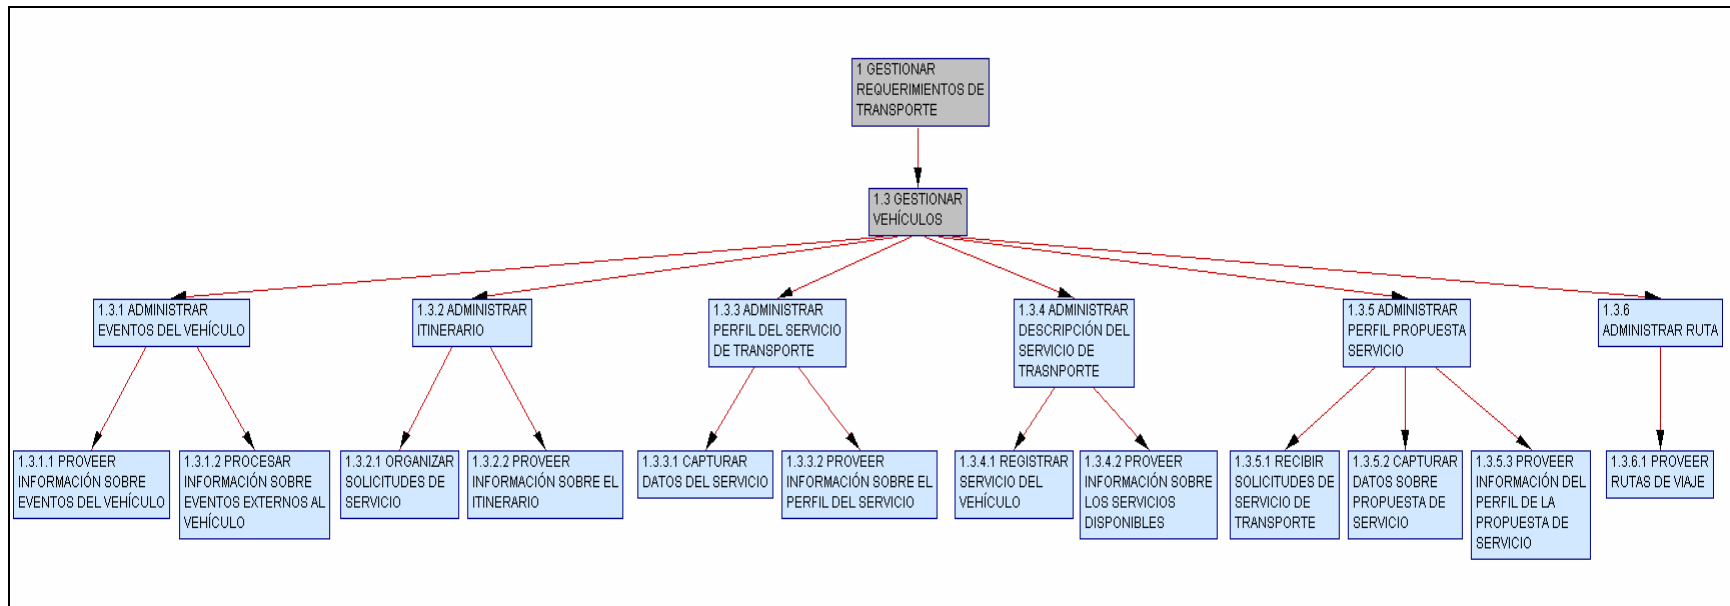 1 GESTIONAR
REQUERIMIENTOS DE
TRANSPORTE
1.3 GESTIONAR
VEHÍCULOS
1.3.1 ADMINISTRAR
EVENTOS DEL VEHÍCULO
1.3.2 ADMINISTRAR
ITINERARIO
1.3.3 ADMINISTRAR
PERFIL DEL SERVICIO
DE TRANSPORTE
1.3.4 ADMINISTRAR
DESCRIPCIÓN DEL
SERVICIO DE
TRASNPORTE
1.3.5 ADMINISTRAR
PERFIL PROPUESTA
SERVICIO
1.3.6
ADMINISTRAR RUTA
1.3.1.1 PROVEER
INFORMACIÓN SOBRE
EVENTOS DEL VEHÍCULO
1.3.1.2 PROCESAR
INFORMACIÓN SOBRE
EVENTOS EXTERNOS AL
VEHÍCULO
1.3.2.1 ORGANIZAR
SOLICITUDES DE
SERVICIO
1.3.2.2 PROVEER
INFORMACIÓN SOBRE EL
ITINERARIO
1.3.3.1 CAPTURAR
DATOS DEL SERVICIO
1.3.3.2 PROVEER
INFORMACIÓN SOBRE EL
PERFIL DEL SERVICIO
1.3.4.1 REGISTRAR
SERVICIO DEL
VEHÍCULO
1.3.4.2 PROVEER
INFORMACIÓN SOBRE
LOS SERVICIOS
DISPONIBLES
1.3.5.1 RECIBIR
SOLICITUDES DE
SERVICIO DE
TRANSPORTE
1.3.5.2 CAPTURAR
DATOS SOBRE
PROPUESTA DE
SERVICIO
1.3.5.3 PROVEER
INFORMACIÓN DEL
PERFIL DE LA
PROPUESTA DE
SERVICIO
1.3.6.1 PROVEER
RUTAS DE VIAJE